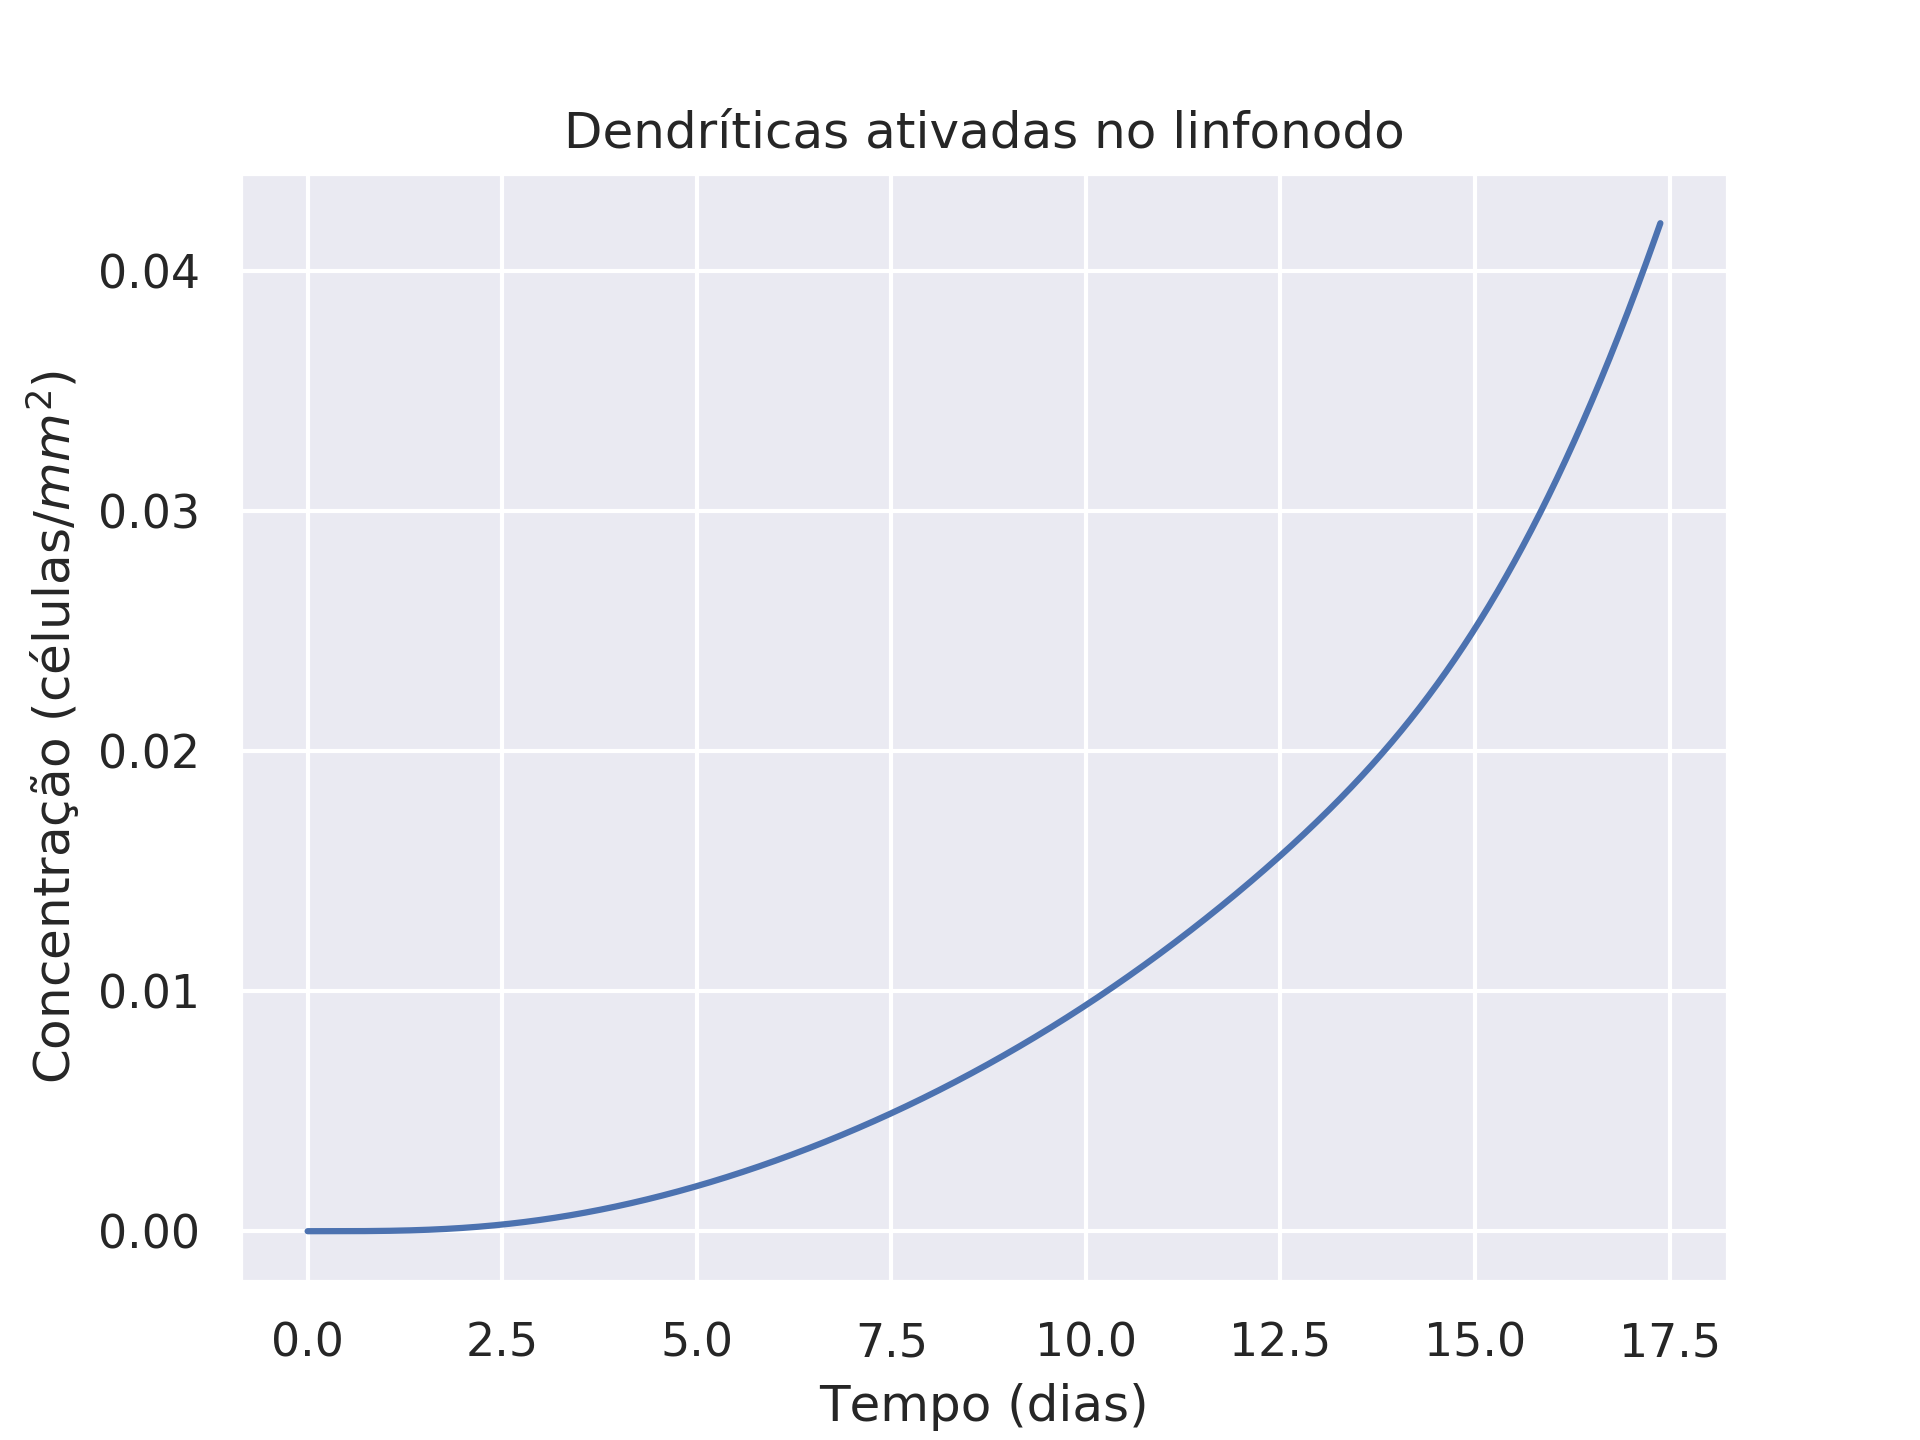 Dendríticas ativadas no linfonodo
Concentração (células/mm²)
0.04
0.03
0.02
0.01
0.00
0.0 2.5 5.0 7.5 10.0 12.5 15.0 17.5
Tempo (dias)